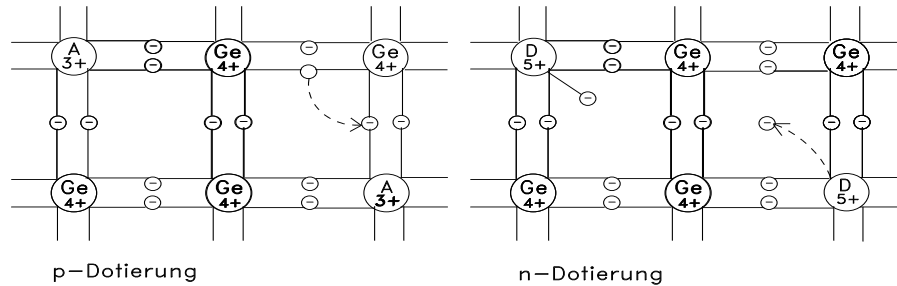 A Ge Ge D Ge Ge
3+ 4+ 4+ 5+ 4+ 4+
Ge Ge A Ge Ge D
4+ 4+ 3+ 4+ 4+ 5+
p-Dotierung n-Dotierung